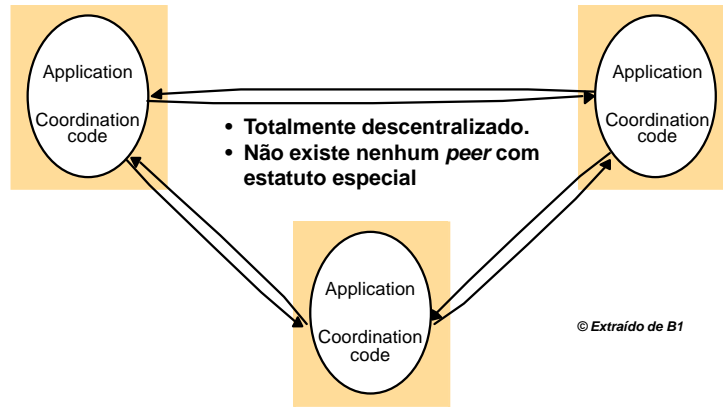 Application
Coordination
code
Application
Coordination
code
• Totalmente descentralizado.
• Não existe nenhum peer com
estatuto especial
Application
Coordination
code
© Extraído de B1